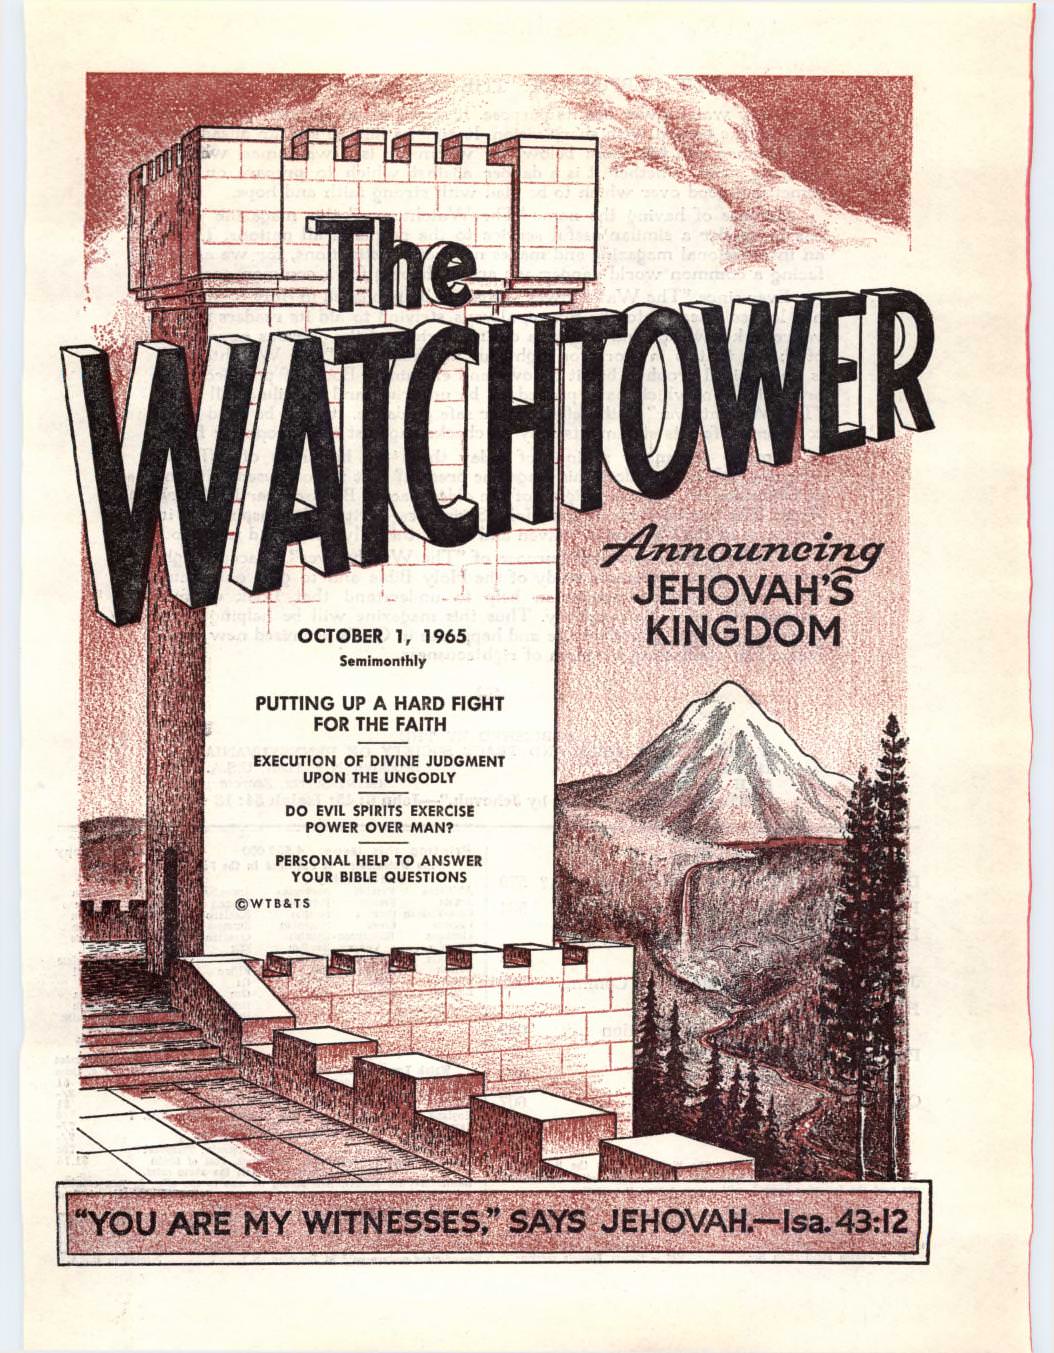 The
WATCHTOWER
Announcing
JEHOVAH'S
KINGDOM
OCTOBER 1, 1965
Semimonthly
PUTTING UP A HARD FIGHT
FOR THE FAITH
EXECUTION OF DIVINE JUDGMENT
UPON THE UNGODLY
DO EVIL SPIRITS EXERCISE
POWER OVER MAN?
PERSONAL HELP TO ANSWER
YOUR BIBLE QUESTIONS
©WTB&TS
"YOU ARE MY WITNESSES," SAYS JEHOVAH.—Isa. 43:12